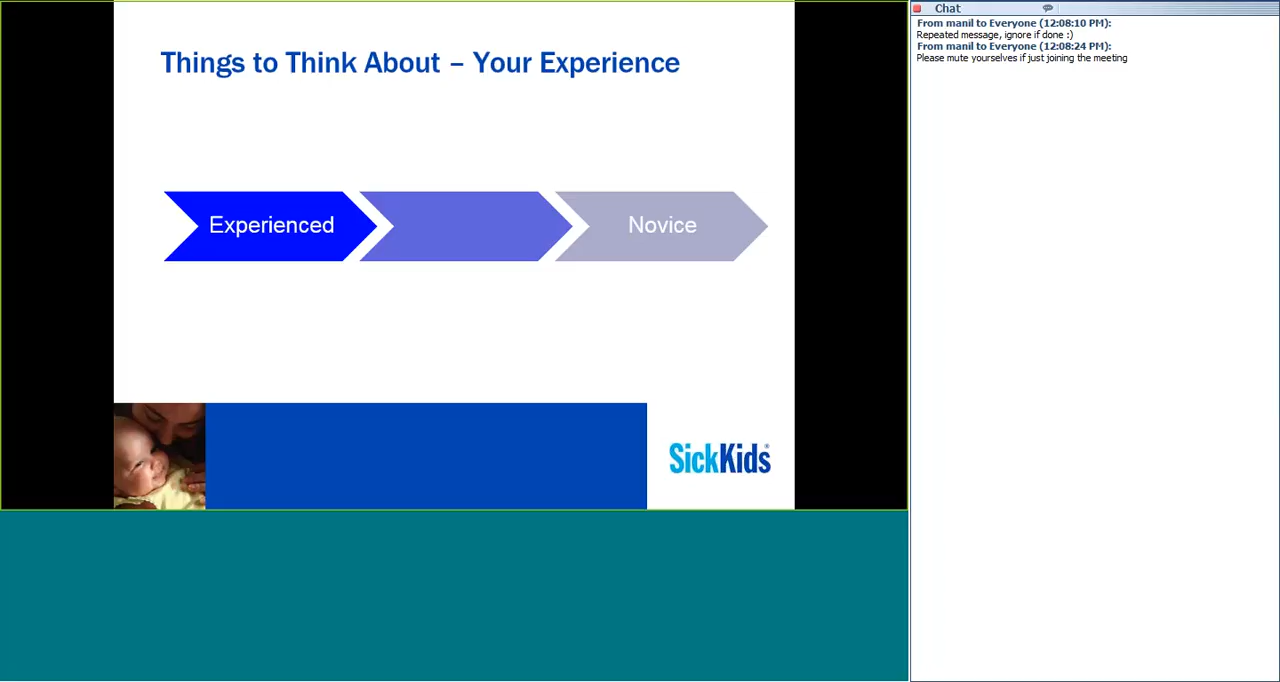 Things to Think About – Your Experience
Experienced
Novice
SickKids®
Chat
From manil to Everyone (12:08:10 PM):
Repeated message, ignore if done :)
From manil to Everyone (12:08:24 PM):
Please mute yourselves if just joining the meeting